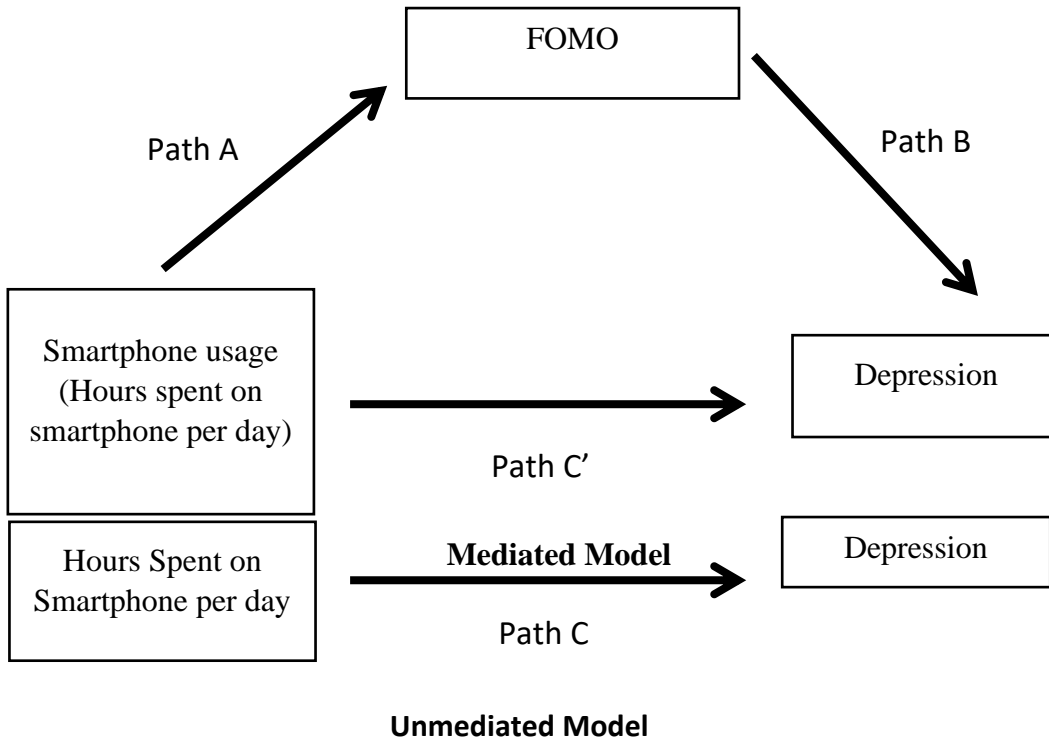 FOMO
Path A
Path B
Smartphone usage
(Hours spent on
smartphone per day)
Depression
Path C’
Mediated Model
Hours Spent on
Smartphone per day
Depression
Path C
Unmediated Model